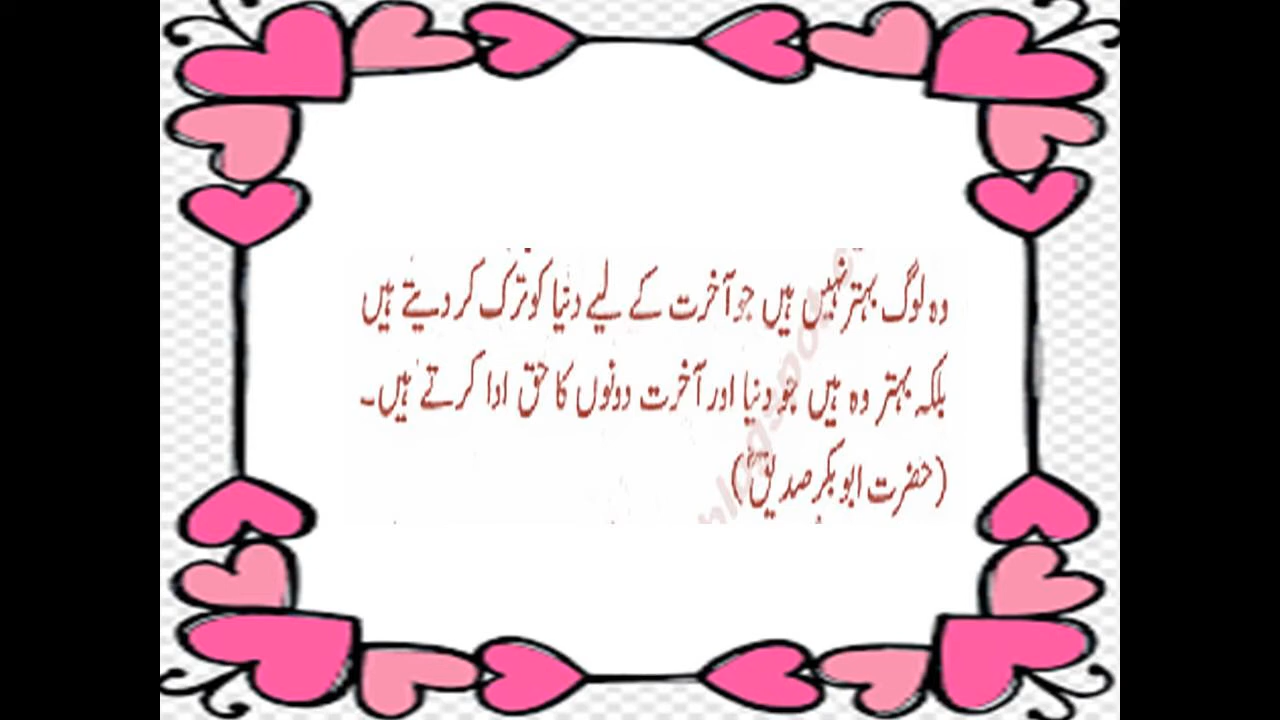 وہ لوگ بہتر نہیں ہیں جو آخرت کے لیے دنیا کو ترک کر دیتے ہیں
بلکہ بہتر وہ ہیں جو دنیا اور آخرت دونوں کا حق ادا کرتے ہیں۔
(حضرت ابوبکر صدیقؓ)